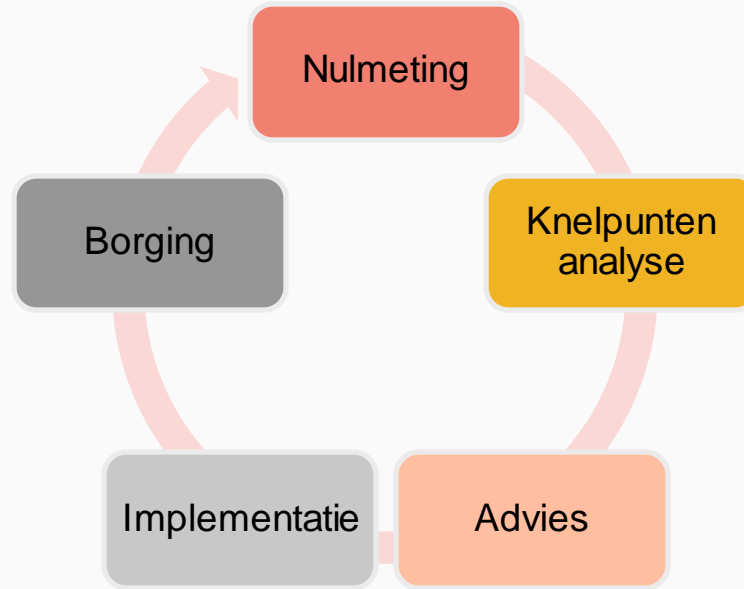 Nulmeting
Knelpunten
analyse
Advies
Implementatie
Borging